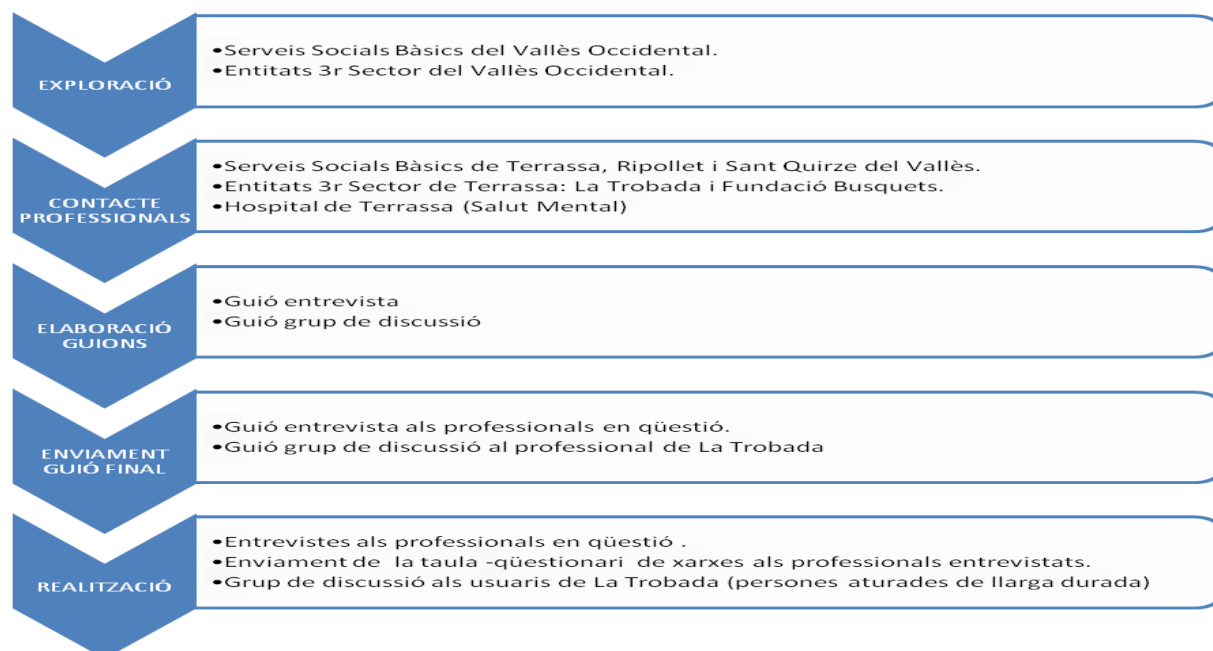 EXPLORACIÓ
•Serveis Socials Bàsics del Vallès Occidental.
•Entitats 3r Sector del Vallès Occidental.
CONTACTE
PROFESSIONALS
•Serveis Socials Bàsics de Terrassa, Ripollet i Sant Quirze del Vallès.
•Entitats 3r Sector de Terrassa: La Trobada i Fundació Busquets.
•Hospital de Terrassa (Salut Mental)
ELABORACIÓ
GUIONS
•Guió entrevista
•Guió grup de discussió
ENVIAMENT
GUIÓ FINAL
•Guió entrevista als professionals en qüestió.
•Guió grup de discussió al professional de La Trobada
REALITZACIÓ
•Entrevistes als professionals en qüestió .
•Enviament de la taula -qüestionari de xarxes als professionals entrevistats.
•Grup de discussió als usuaris de La Trobada (persones aturades de llarga durada)